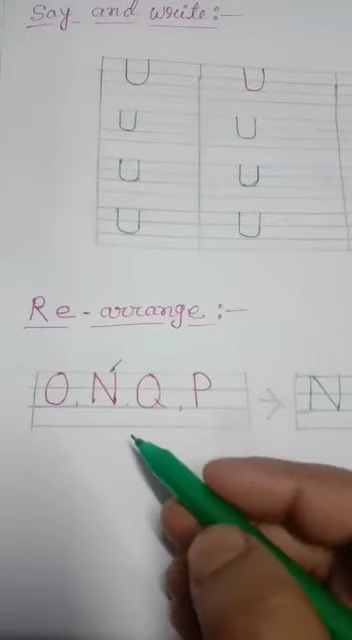 Say and write:-
U U
U U
U U
U U
Re-arrange:-
O, N, Q, P → N